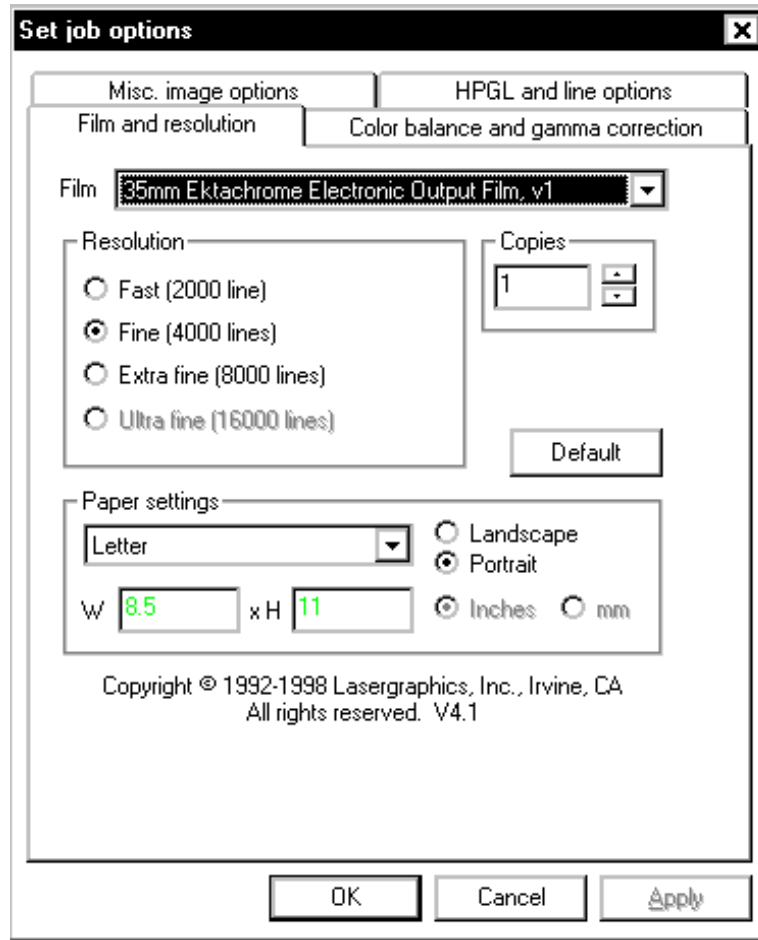 Set job options
Misc. image options HPGL and line options
Film and resolution Color balance and gamma correction
Film 35mm Ektachrome Electronic Output Film, v1
Resolution Copies
Fast (2000 line) 1
Fine (4000 lines)
Extra fine (8000 lines)
Ultra fine (16000 lines)
Default
Paper settings
Letter Landscape
Portrait
W 8.5 x H 11 Inches mm
Copyright © 1992-1998 Lasergraphics, Inc., Irvine, CA
All rights reserved. V4.1
OK Cancel Apply